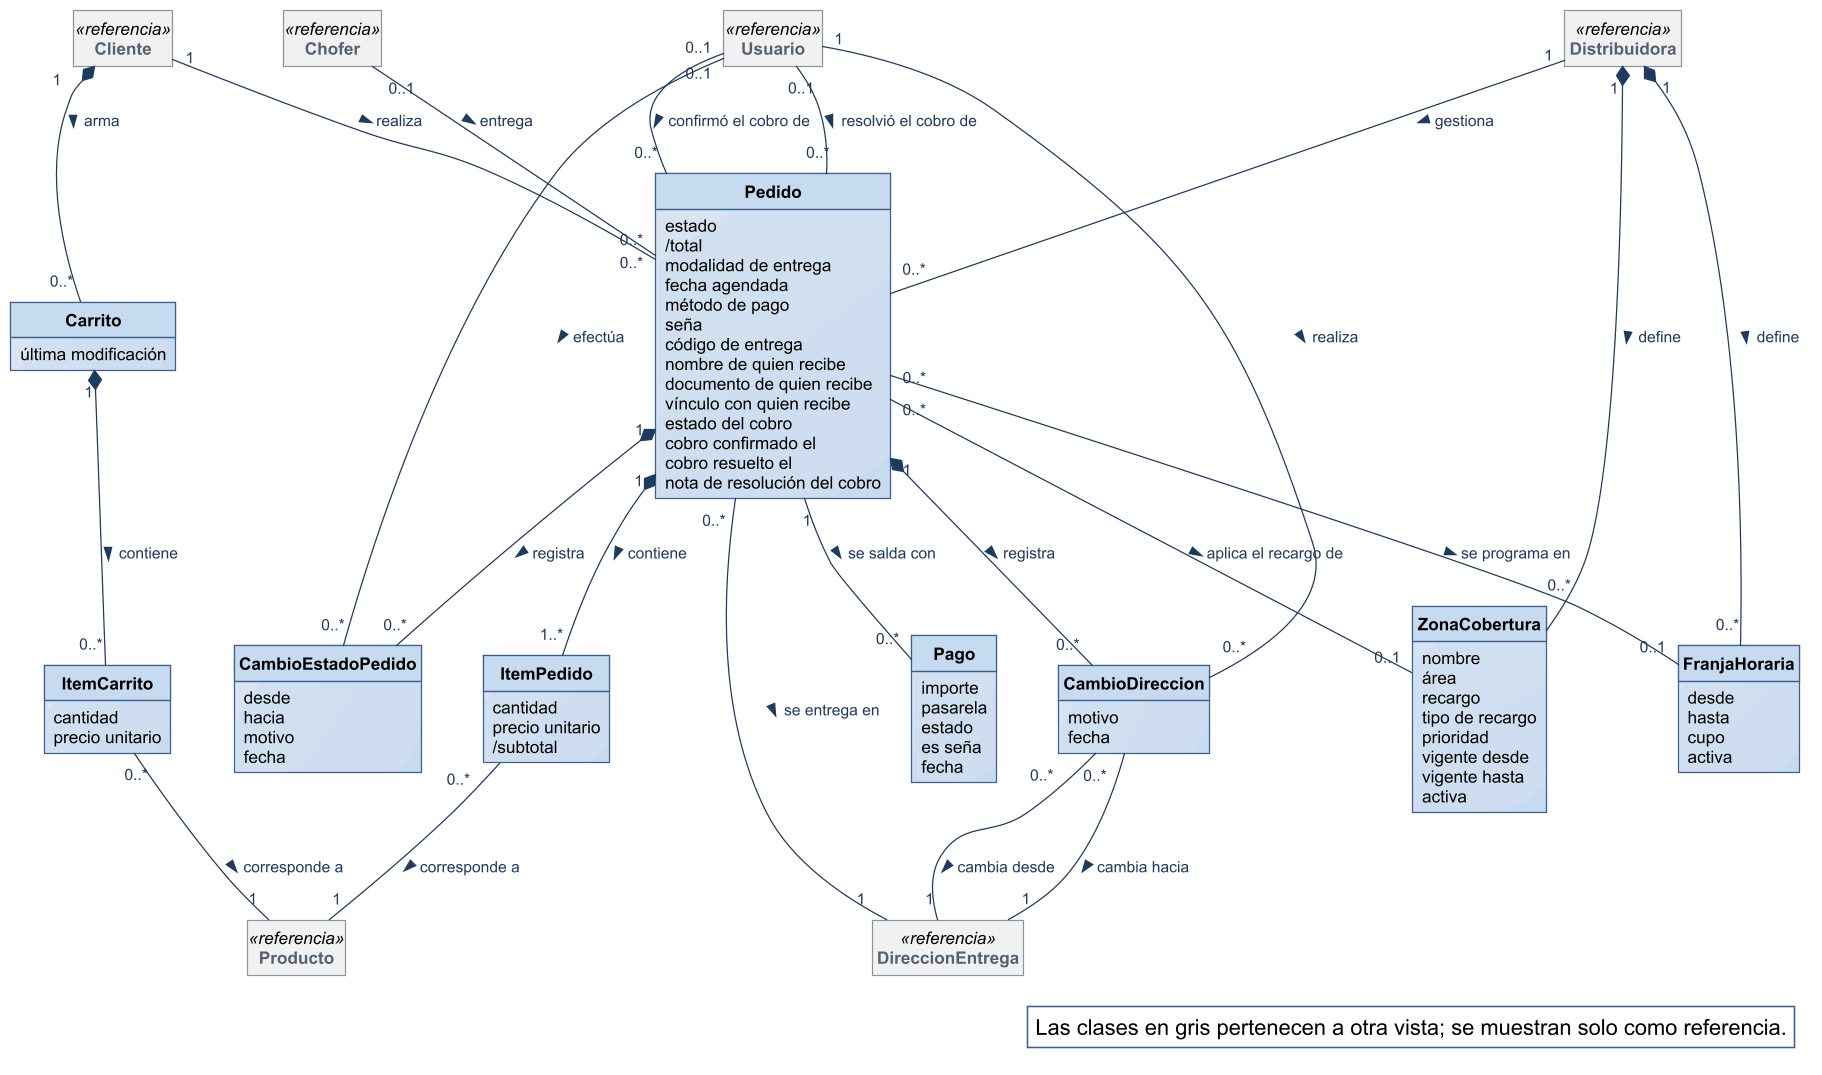 «referencia»
Cliente
«referencia»
Chofer
«referencia»
Usuario
«referencia»
Distribuidora
1
1
0..1
0..1
0..1
0..1
1
1
1
1
arma
realiza
entrega
confirmó el cobro de
resolvió el cobro de
gestiona
0..*
0..*
Pedido
estado
/total
modalidad de entrega
fecha agendada
método de pago
seña
código de entrega
nombre de quien recibe
documento de quien recibe
vínculo con quien recibe
estado del cobro
cobro confirmado el
cobro resuelto el
nota de resolución del cobro
0..*
0..*
0..*
0..*
Carrito
última modificación
efectúa
realiza
define
define
0..*
0..*
1
1
1
1
0..*
1
contiene
registra
contiene
se salda con
registra
aplica el recargo de
se programa en
0..*
0..*
0..*
0..*
1..*
0..*
0..*
0..*
0..1
0..1
0..*
ItemCarrito
cantidad
precio unitario
CambioEstadoPedido
desde
hacia
motivo
fecha
ItemPedido
cantidad
precio unitario
/subtotal
Pago
importe
pasarela
estado
es seña
fecha
CambioDireccion
motivo
fecha
ZonaCobertura
nombre
área
recargo
tipo de recargo
prioridad
vigente desde
vigente hasta
activa
FranjaHoraria
desde
hasta
cupo
activa
se entrega en
0..*
0..*
0..*
0..*
corresponde a
corresponde a
cambia desde
cambia hacia
1
1
1
1
1
«referencia»
Producto
«referencia»
DireccionEntrega
Las clases en gris pertenecen a otra vista; se muestran solo como referencia.